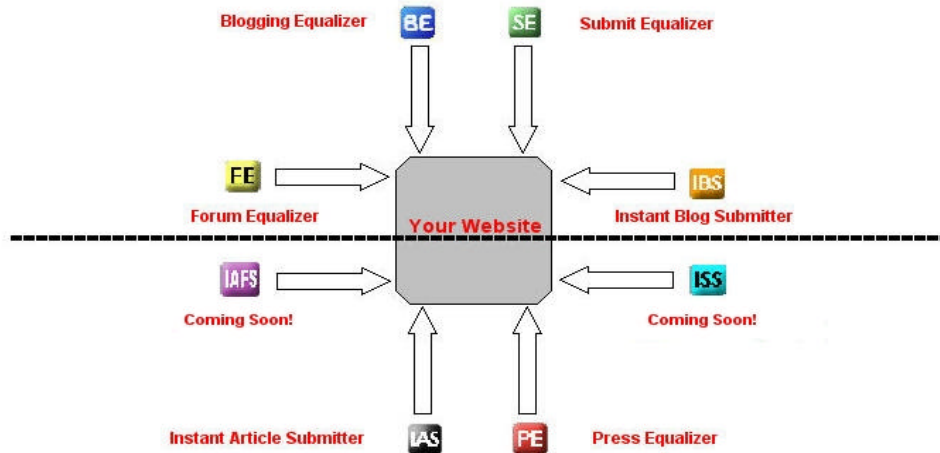 Blogging Equalizer BE SE Submit Equalizer
FE IBS
Forum Equalizer Instant Blog Submitter
Your Website
IAFS ISS
Coming Soon! Coming Soon!
Instant Article Submitter IAS PE Press Equalizer